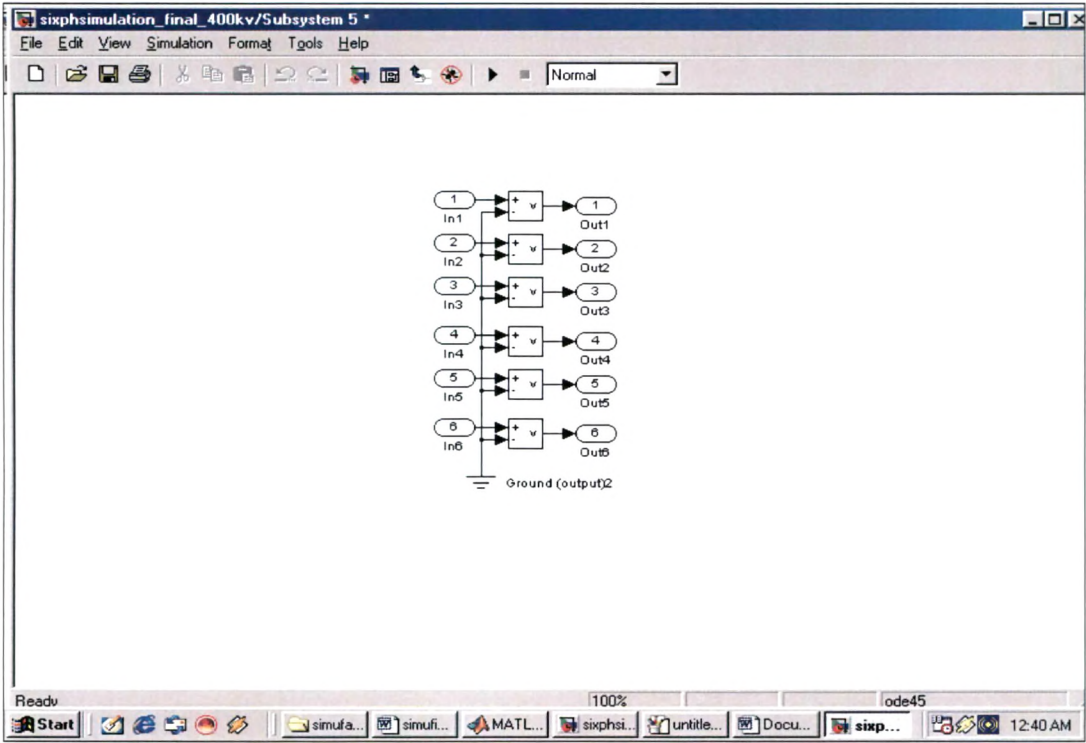 sixphsimulation_final_400kv/Subsystem 5 *
File Edit View Simulation Format Tools Help
Normal
1 + - v 1
In1 Out1
2 + - v 2
In2 Out2
3 + - v 3
In3 Out3
4 + - v 4
In4 Out4
5 + - v 5
In5 Out5
6 + - v 6
In6 Out6
Ground (output)2
Ready 100% ode45
Start simufa... simufi... MATL... sixphsi... untitle... Docu... sixp... 12:40 AM